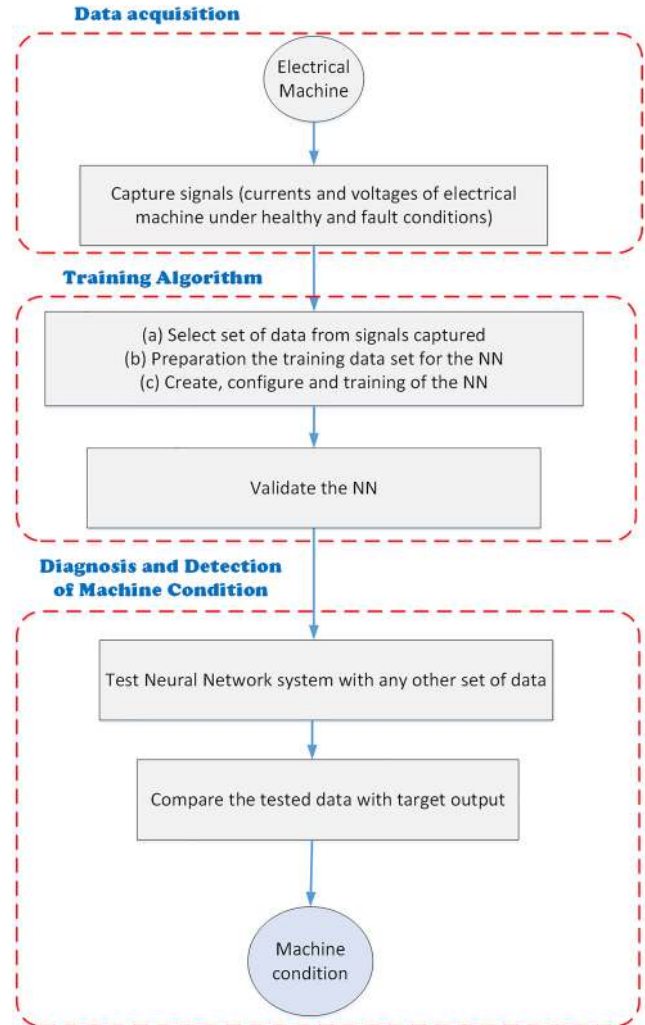 Data acquisition
Electrical
Machine
Capture signals (currents and voltages of electrical
machine under healthy and fault conditions)
Training Algorithm
(a) Select set of data from signals captured
(b) Preparation the training data set for the NN
(c) Create, configure and training of the NN
Validate the NN
Diagnosis and Detection
of Machine Condition
Test Neural Network system with any other set of data
Compare the tested data with target output
Machine
condition